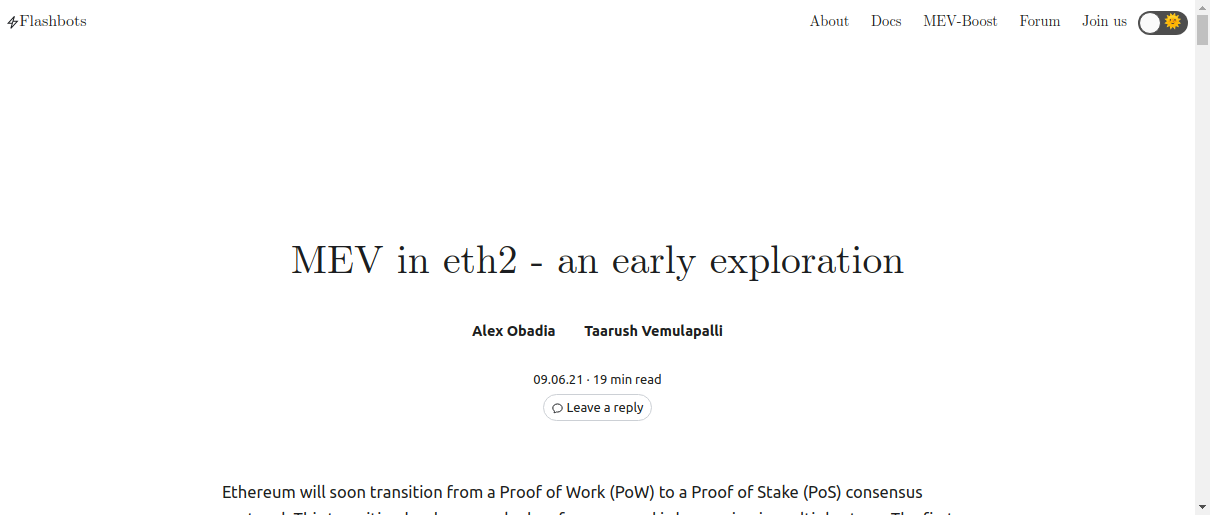 Flashbots
About Docs MEV-Boost Forum Join us
MEV in eth2 - an early exploration
Alex Obadia Taarush Vemulapalli
09.06.21 · 19 min read
Leave a reply
Ethereum will soon transition from a Proof of Work (PoW) to a Proof of Stake (PoS) consensus